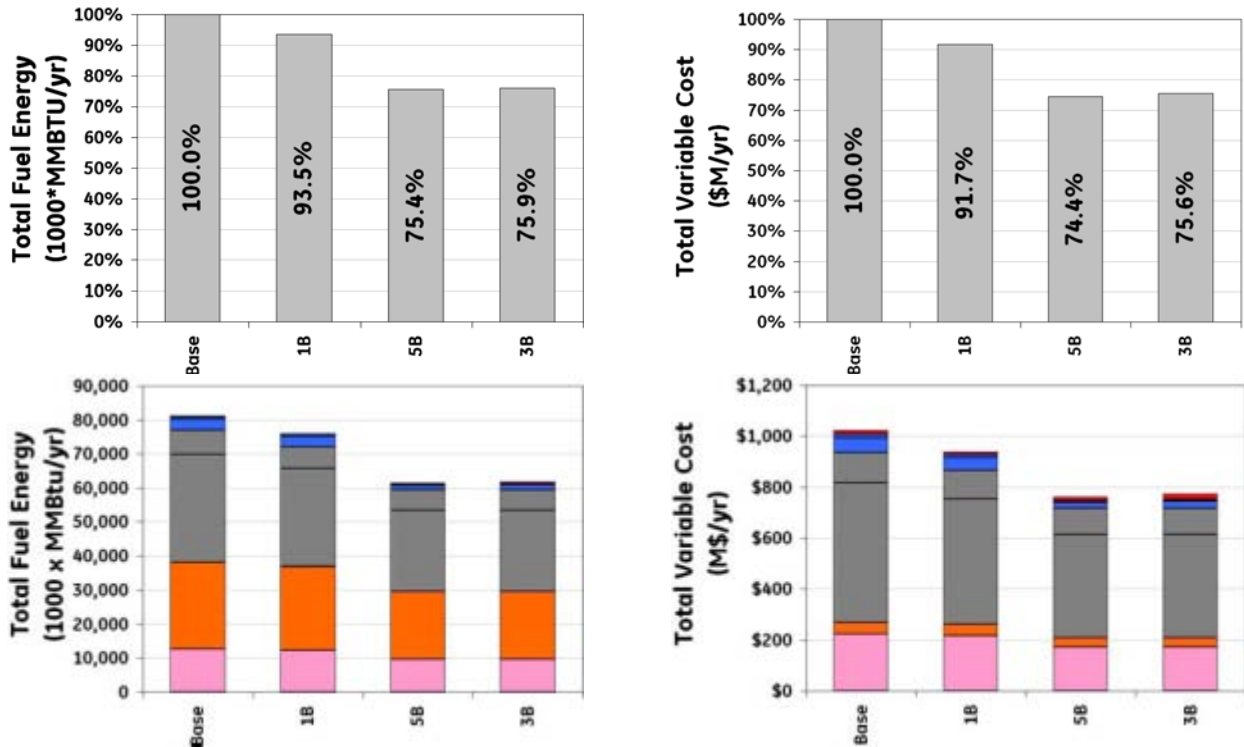 Total Fuel Energy
(1000*MMBTU/yr)
100%
90%
80%
70%
60%
50%
40%
30%
20%
10%
0%
100.0%
93.5%
75.4%
75.9%
Base
1B
5B
3B
Total Variable Cost
($M/yr)
100%
90%
80%
70%
60%
50%
40%
30%
20%
10%
0%
100.0%
91.7%
74.4%
75.6%
Base
1B
5B
3B
Total Fuel Energy
(1000 x MMBtu/yr)
90,000
80,000
70,000
60,000
50,000
40,000
30,000
20,000
10,000
0
Base
1B
5B
3B
Total Variable Cost
(M$/yr)
$1,200
$1,000
$800
$600
$400
$200
$0
Base
1B
5B
3B